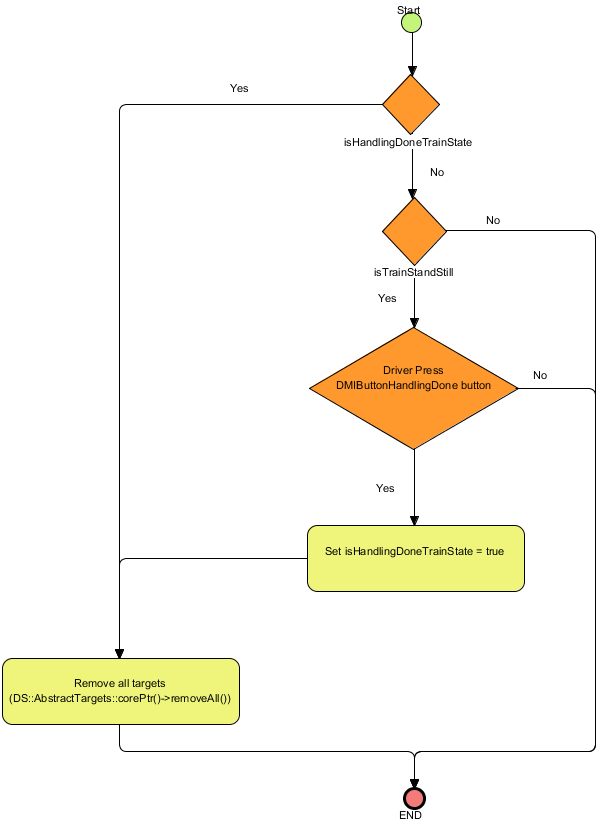 Start
Yes
isHandlingDoneTrainState
No
No
isTrainStandStill
Yes
Driver Press
DMIButtonHandlingDone button
No
Yes
Set isHandlingDoneTrainState = true
Remove all targets
(DS::AbstractTargets::corePtr()->removeAll())
END